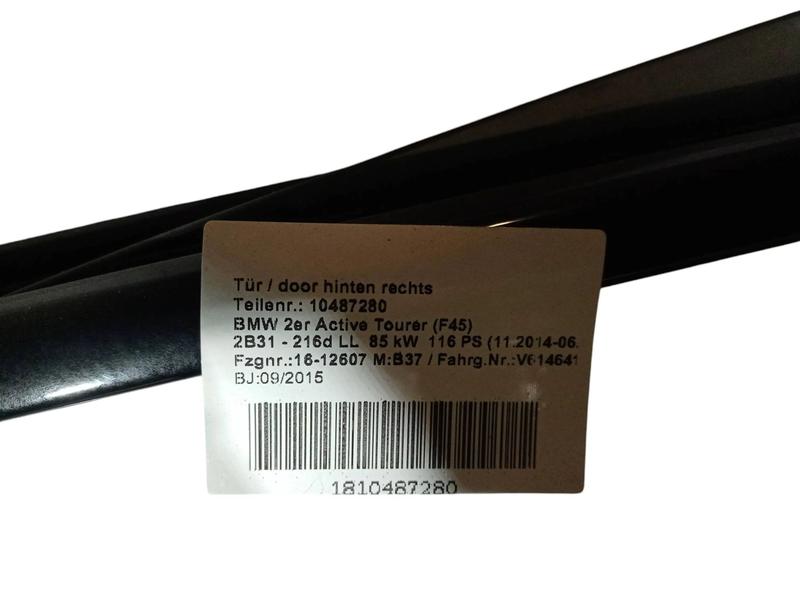 Tür / door hinten rechts
Teilenr.: 10487280
BMW 2er Active Tourer (F45)
2B31 - 216d LL 85 kW 116 PS (11.2014-06.
Fzgnr.:16-12607 M:B37 / Fahrg.Nr.:V614641
BJ:09/2015
1810487280